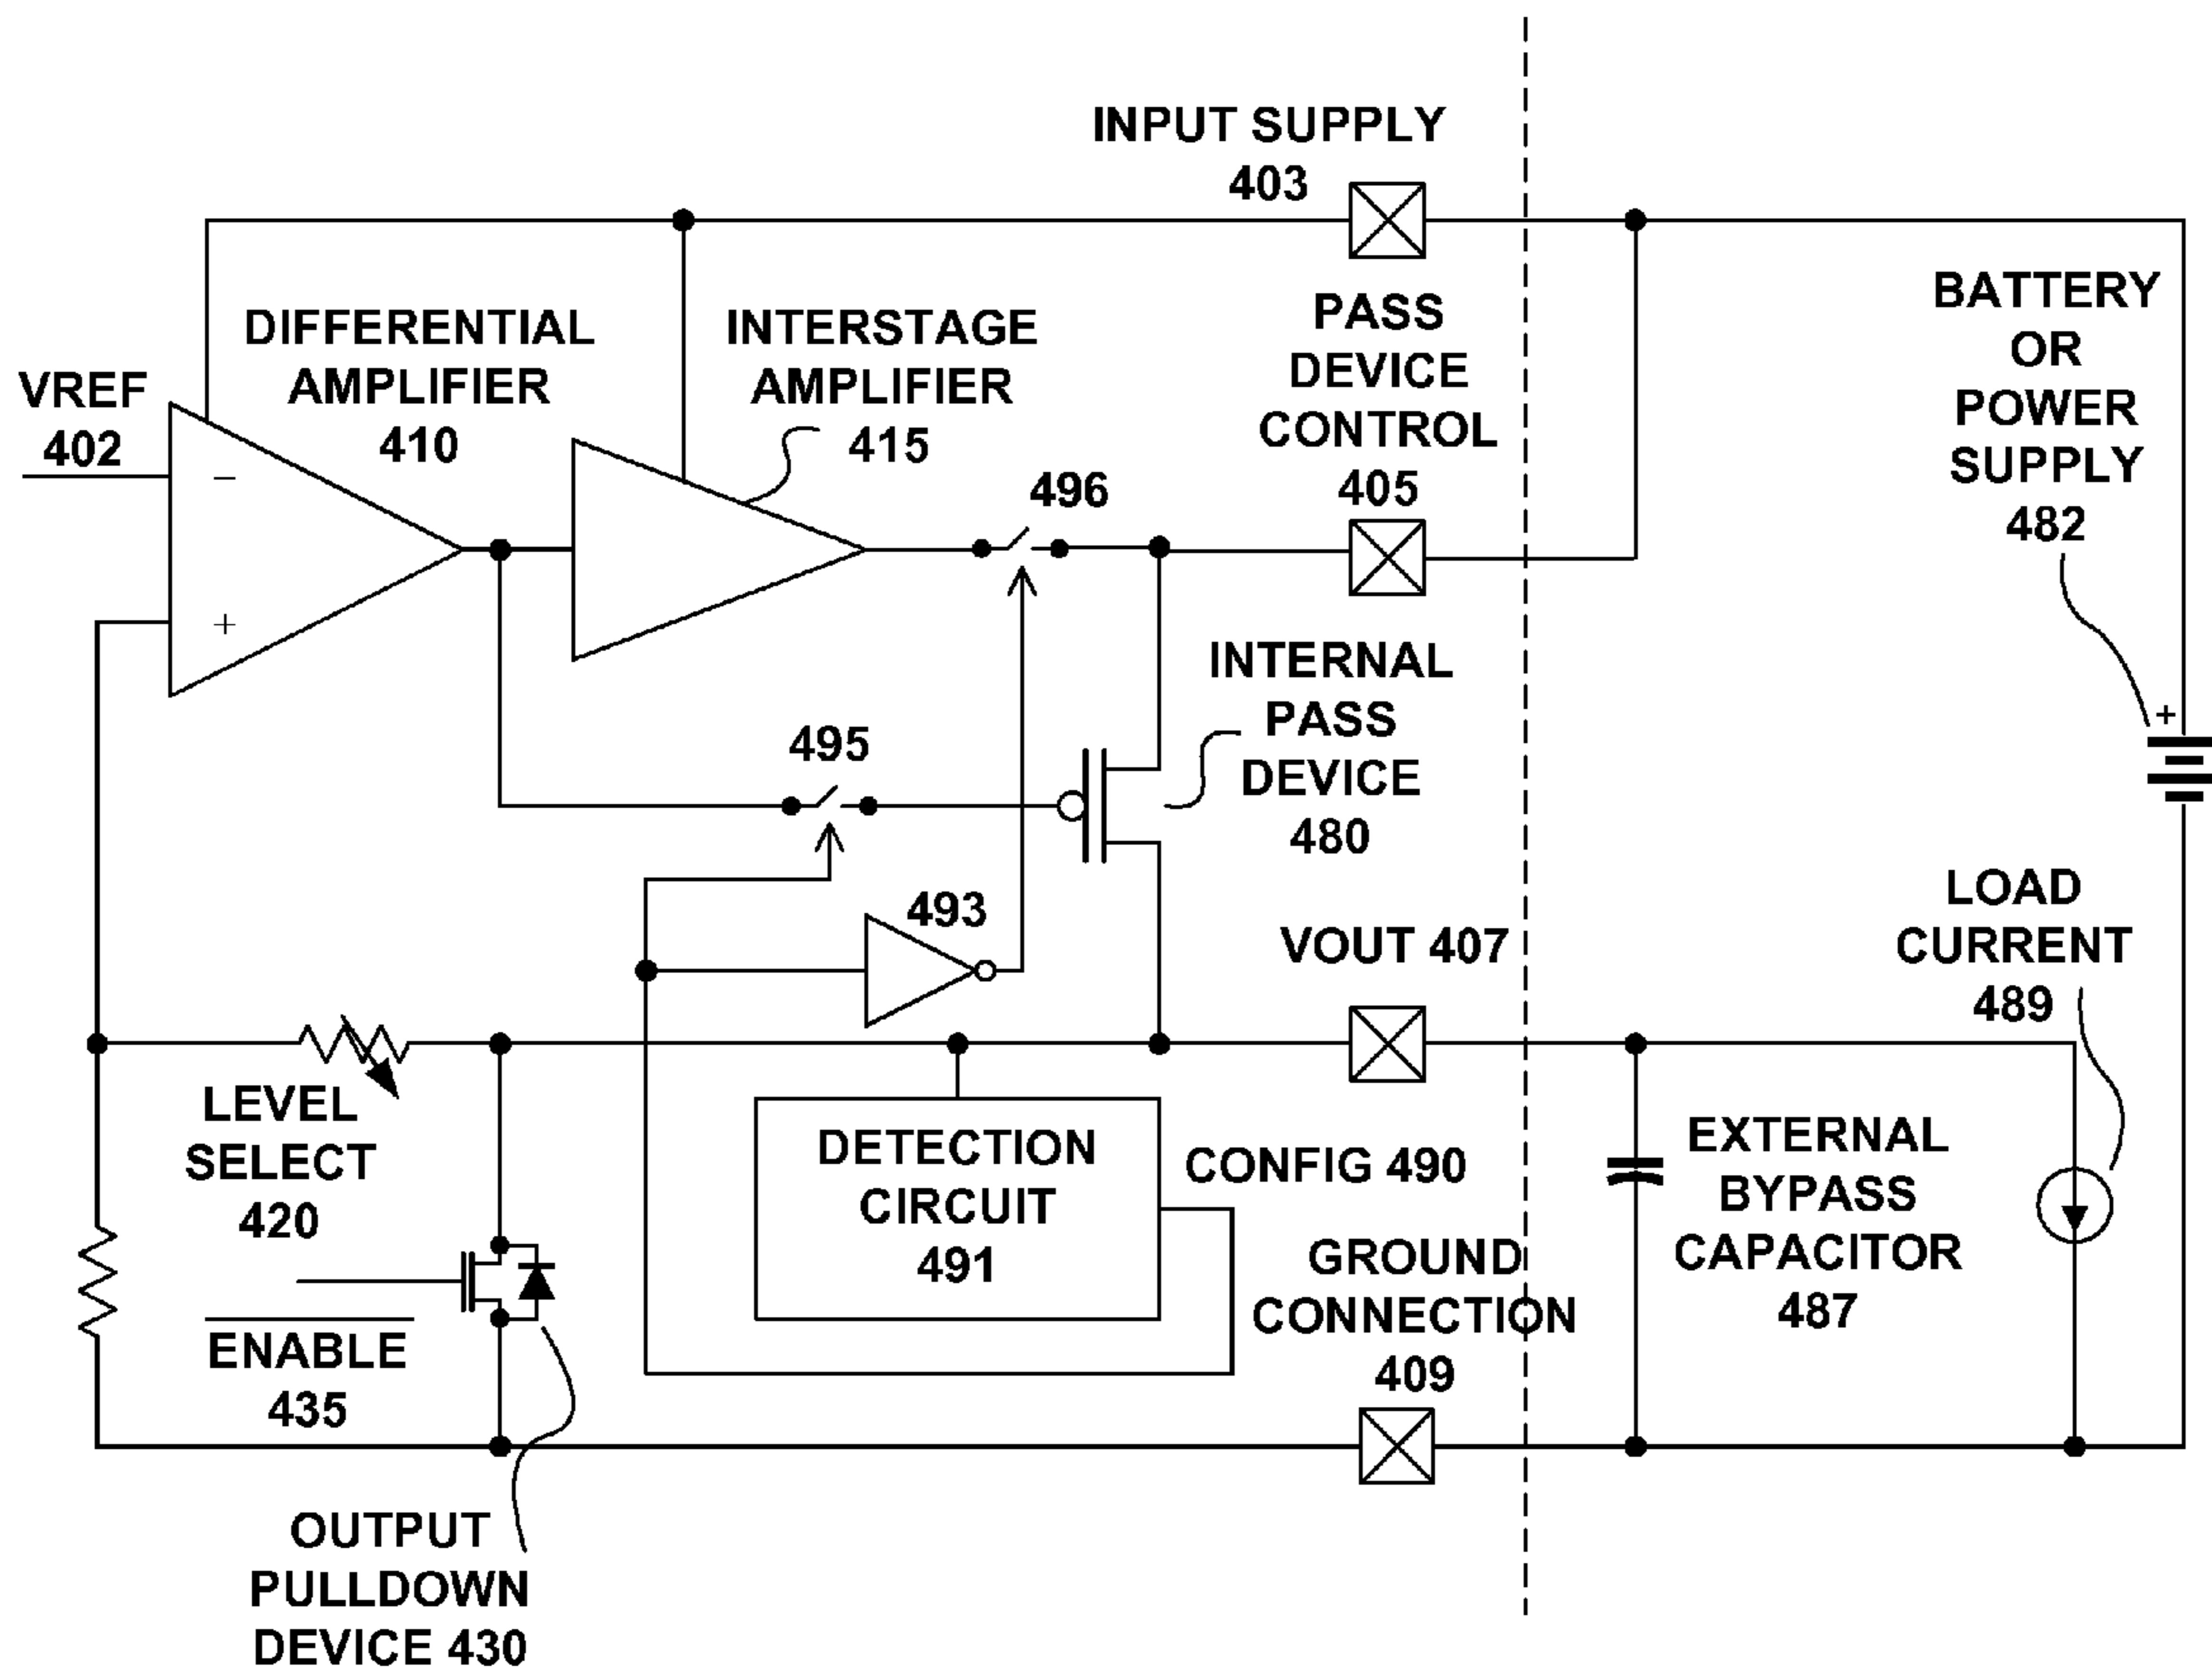 INPUT SUPPLY
403
PASS
DEVICE
CONTROL
405
BATTERY
OR
POWER
SUPPLY
482
DIFFERENTIAL
AMPLIFIER
410
INTERSTAGE
AMPLIFIER
415
VREF
402
−
+
496
INTERNAL
PASS
DEVICE
480
+
495
493
VOUT 407
LOAD
CURRENT
489
LEVEL
SELECT
420
DETECTION
CIRCUIT
491
CONFIG 490
EXTERNAL
BYPASS
CAPACITOR
487
GROUND
CONNECTION
409
ENABLE
435
OUTPUT
PULLDOWN
DEVICE 430